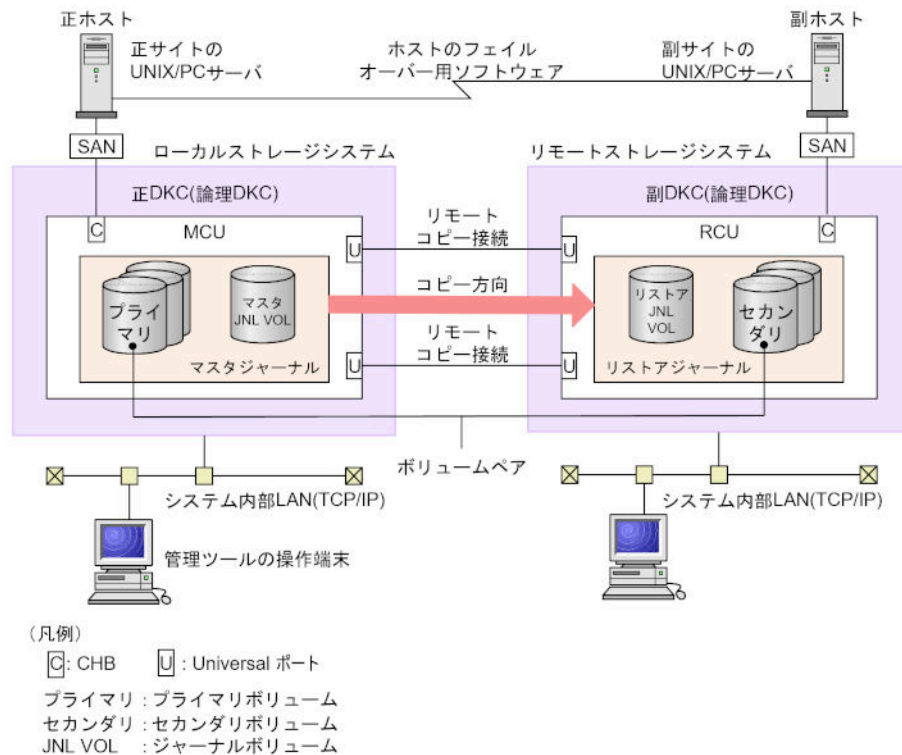 正ホスト
副ホスト
正サイトの
UNIX/PCサーバ
ホストのフェイル
オーバー用ソフトウェア
副サイトの
UNIX/PCサーバ
SAN
SAN
ローカルストレージシステム
リモートストレージシステム
正DKC(論理DKC)
副DKC(論理DKC)
C
MCU
リモート
コピー接続
RCU
C
U
U
プライ
マリ
マスタ
JNL VOL
コピー方向
リストア
JNL
VOL
セカン
ダリ
マスタジャーナル
リモート
コピー接続
リストアジャーナル
U
U
ボリュームペア
システム内部LAN(TCP/IP)
システム内部LAN(TCP/IP)
管理ツールの操作端末
(凡例)
C: CHB U: Universal ポート
プライマリ : プライマリボリューム
セカンダリ : セカンダリボリューム
JNL VOL : ジャーナルボリューム